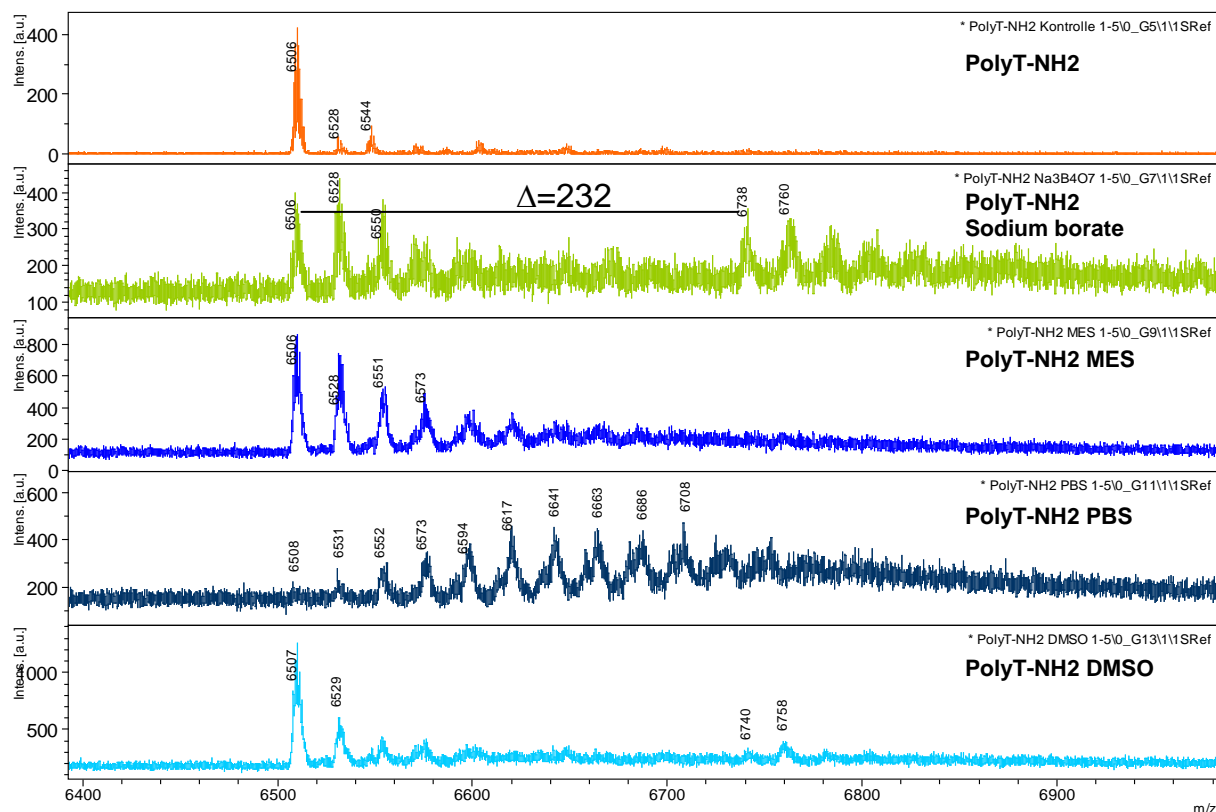 * PolyT-NH2 Kontrolle 1-5\0_G5\1\1SRef
PolyT-NH2
Intens. [a.u.]
400
200
0
6506
6528
6544
* PolyT-NH2 Na3B4O7 1-5\0_G7\1\1SRef
PolyT-NH2
Sodium borate
Intens. [a.u.]
400
300
200
100
Δ=232
6506
6528
6550
6738
6760
* PolyT-NH2 MES 1-5\0_G9\1\1SRef
PolyT-NH2 MES
Intens. [a.u.]
800
600
400
200
0
6506
6528
6551
6573
* PolyT-NH2 PBS 1-5\0_G11\1\1SRef
PolyT-NH2 PBS
Intens. [a.u.]
600
400
200
6508
6531
6552
6573
6594
6617
6641
6663
6686
6708
* PolyT-NH2 DMSO 1-5\0_G13\1\1SRef
PolyT-NH2 DMSO
Intens. [a.u.]
1000
500
6507
6529
6740
6758
6400
6500
6600
6700
6800
6900
m/z